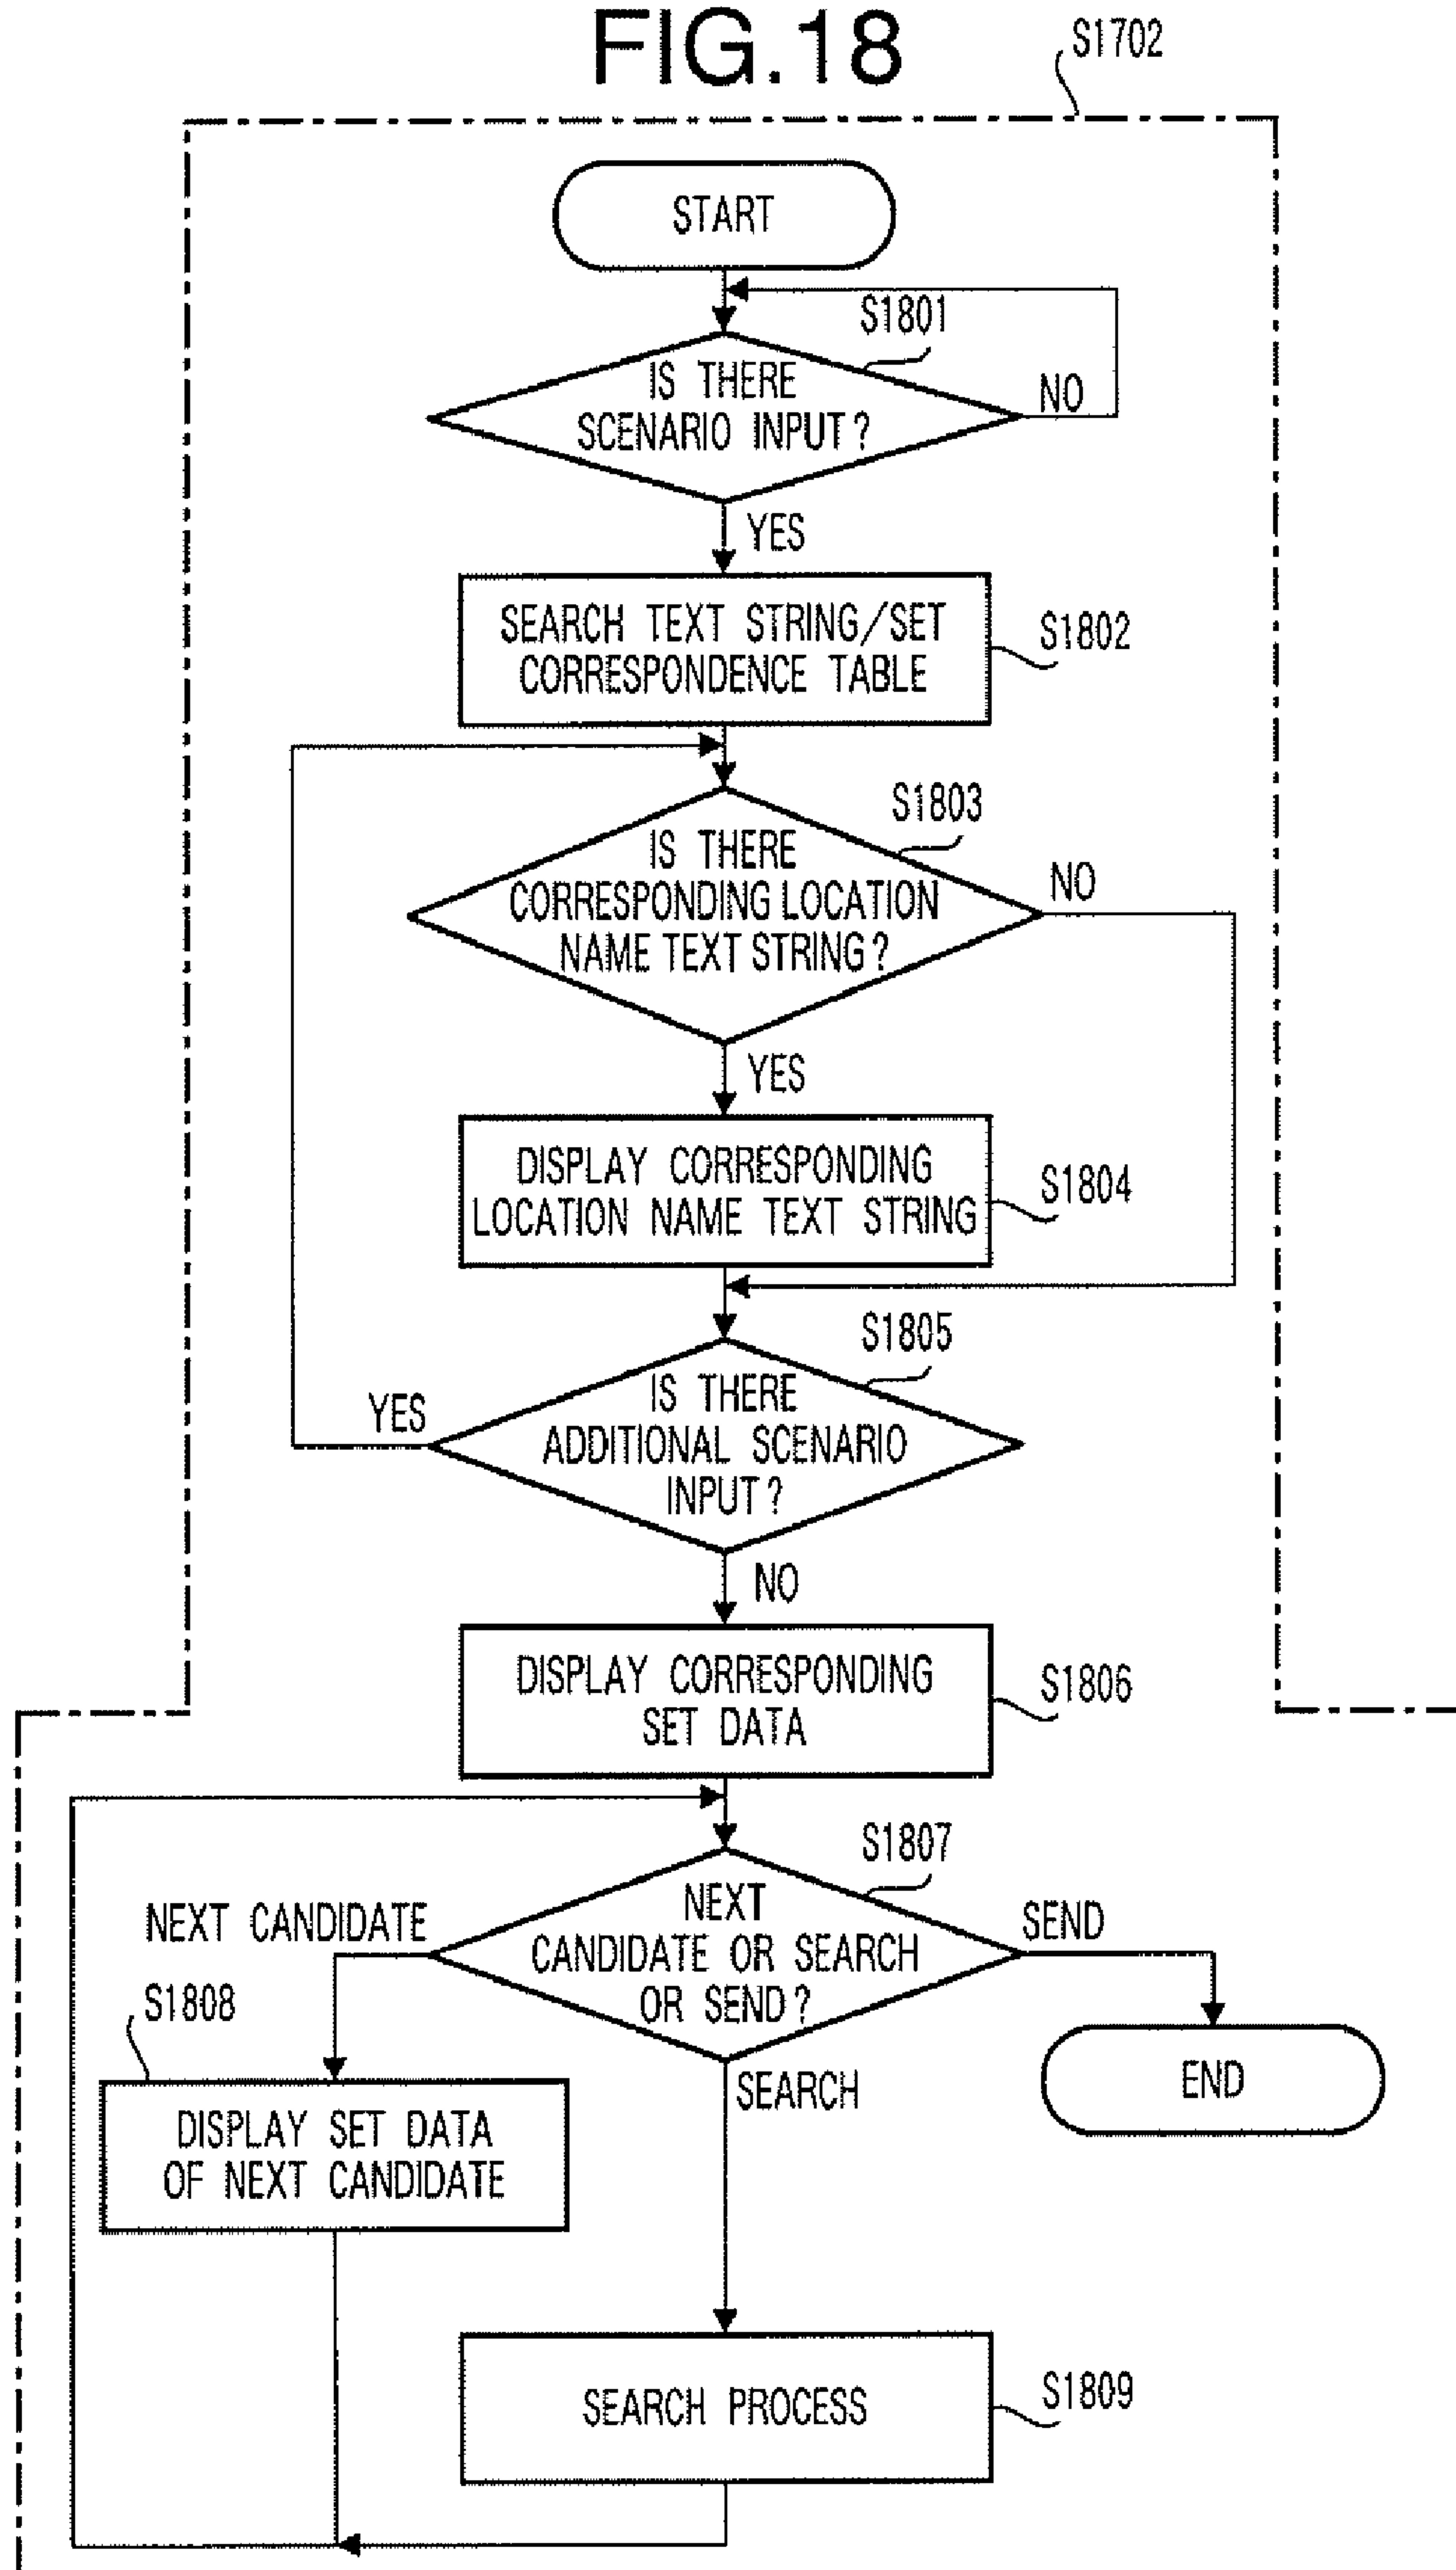 FIG.18
S1702
START
S1801
IS THERE
SCENARIO INPUT?
NO
YES
SEARCH TEXT STRING/SET
CORRESPONDENCE TABLE
S1802
S1803
IS THERE
CORRESPONDING LOCATION
NAME TEXT STRING?
NO
YES
DISPLAY CORRESPONDING
LOCATION NAME TEXT STRING
S1804
S1805
IS THERE
ADDITIONAL SCENARIO
INPUT?
YES
NO
DISPLAY CORRESPONDING
SET DATA
S1806
S1807
NEXT CANDIDATE
NEXT
CANDIDATE OR SEARCH
OR SEND?
SEND
S1808
SEARCH
END
DISPLAY SET DATA
OF NEXT CANDIDATE
SEARCH PROCESS
S1809